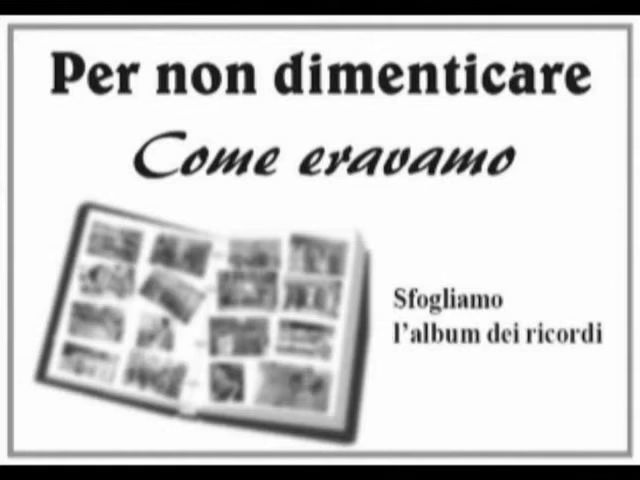 Per non dimenticare
Come eravamo
Sfogliamo
l'album dei ricordi